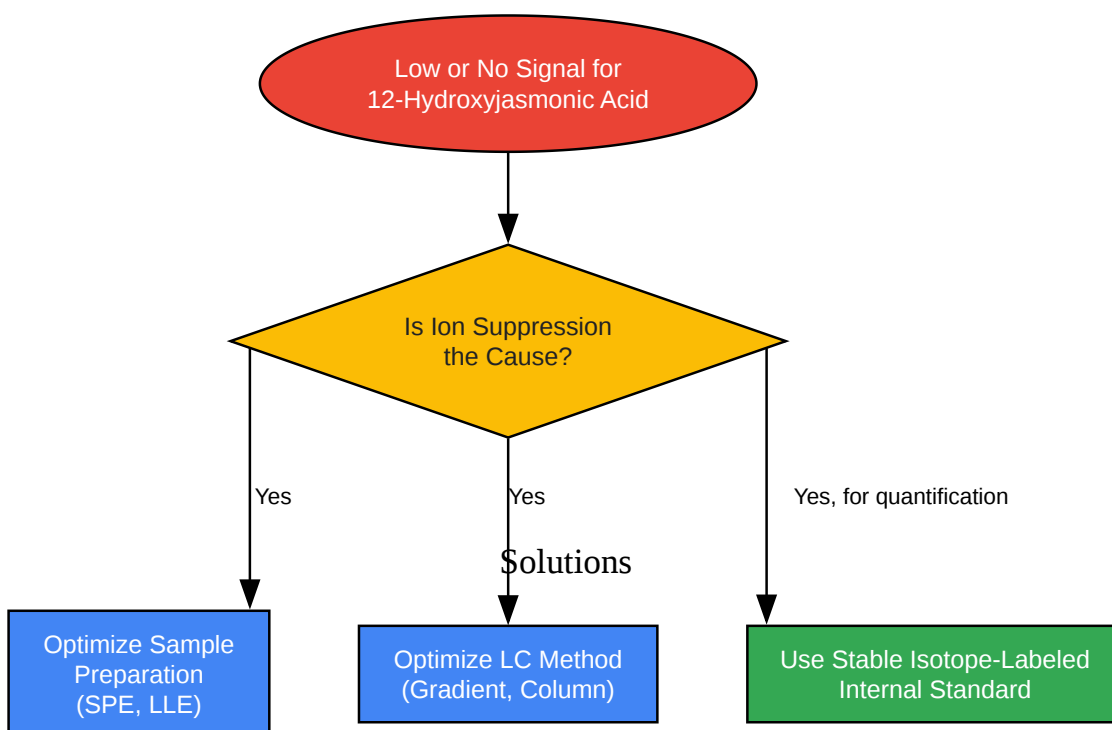 Low or No Signal for
12-Hydroxyjasmonic Acid
Is Ion Suppression
the Cause?
Yes
Yes
Yes, for quantification
Solutions
Optimize Sample
Preparation
(SPE, LLE)
Optimize LC Method
(Gradient, Column)
Use Stable Isotope-Labeled
Internal Standard